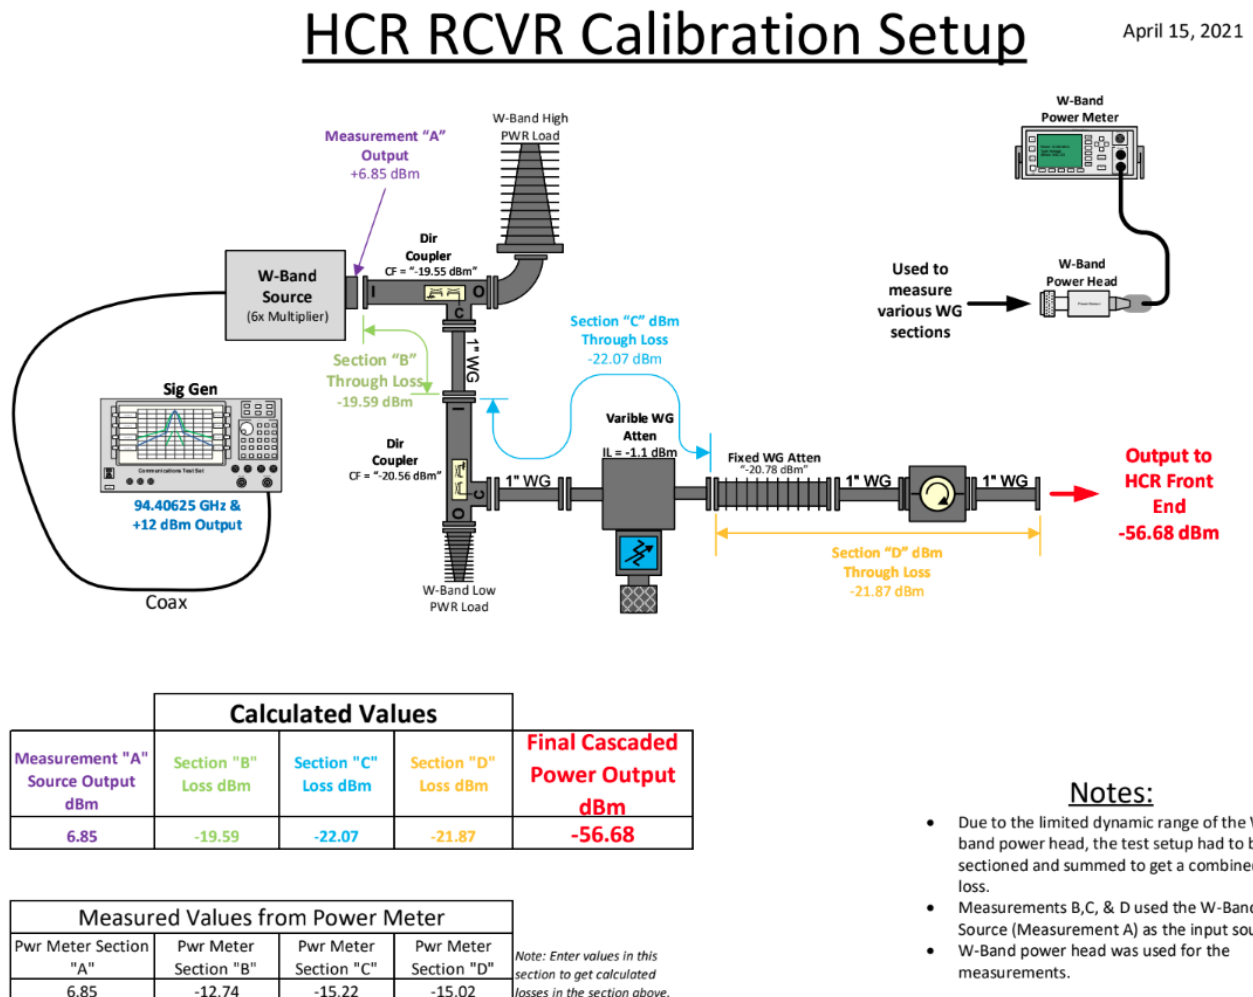 HCR RCVR Calibration Setup
April 15, 2021
W-Band
Power Meter
W-Band High
PWR Load
Measurement “A”
Output
+6.85 dBm
Dir
Coupler
CF = “-19.55 dBm”
W-Band
Source
(6x Multiplier)
I
O
C
W-Band
Power Head
Used to
measure
various WG
sections
Section “C” dBm
Through Loss
-22.07 dBm
1" WG
Section “B”
Through Loss
-19.59 dBm
Sig Gen
Communications Test Set
94.40625 GHz &
+12 dBm Output
Coax
I
Dir
Coupler
CF = “-20.56 dBm”
C
O
1" WG
Varible WG
Atten
IL = -1.1 dBm
Fixed WG Atten
“-20.78 dBm”
1" WG
1" WG
Output to
HCR Front
End
-56.68 dBm
Section “D” dBm
Through Loss
-21.87 dBm
W-Band Low
PWR Load
Calculated Values
Measurement "A"
Source Output
dBm
Section "B"
Loss dBm
Section "C"
Loss dBm
Section "D"
Loss dBm
Final Cascaded
Power Output
dBm
6.85
-19.59
-22.07
-21.87
-56.68
Measured Values from Power Meter
Pwr Meter Section
"A"
Pwr Meter
Section "B"
Pwr Meter
Section "C"
Pwr Meter
Section "D"
6.85
-12.74
-15.22
-15.02
Note: Enter values in this
section to get calculated
losses in the section above.
Notes:
• Due to the limited dynamic range of the W
band power head, the test setup had to b
sectioned and summed to get a combine
loss.
• Measurements B,C, & D used the W-Band
Source (Measurement A) as the input sou
• W-Band power head was used for the
measurements.